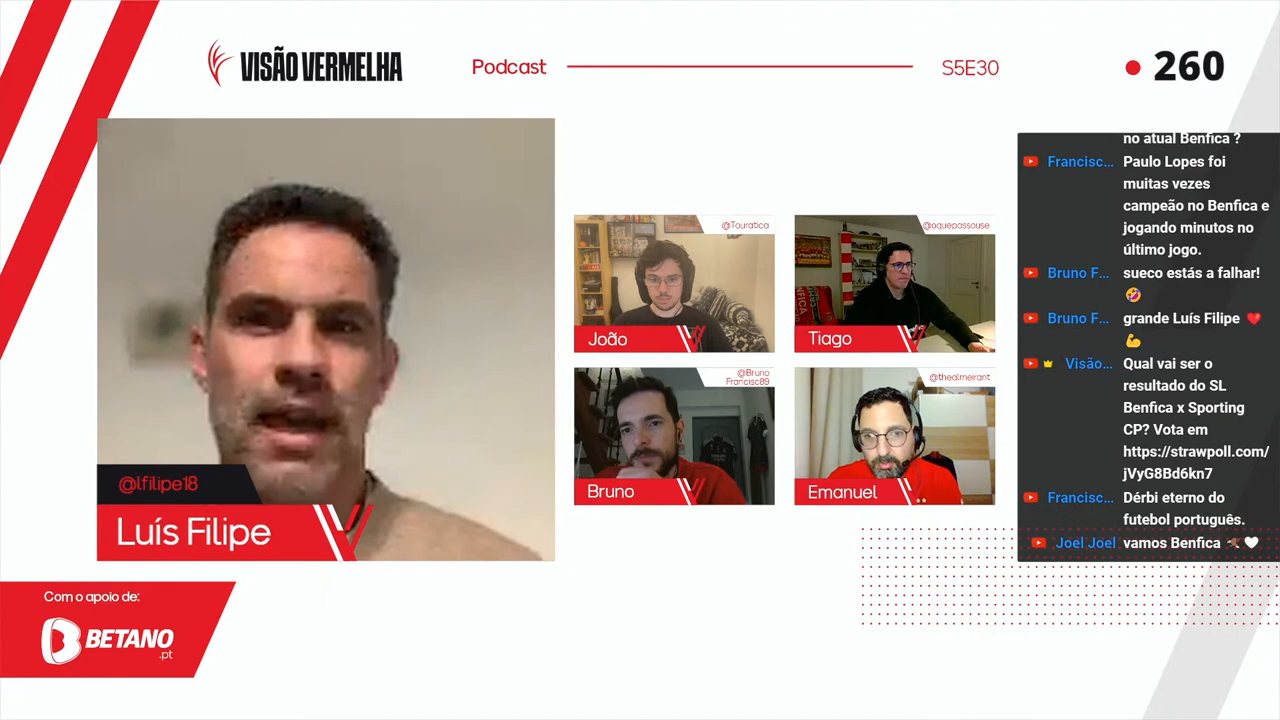 VISÃO VERMELHA
Podcast
S5E30
260
@Touratica
João
@oquepassouse
Tiago
@Bruno
Francisc89
Bruno
@thealmeirant
Emanuel
@lfilipe18
Luís Filipe
Com o apoio de:
BETANO
.pt
no atual Benfica ?
Francisc... Paulo Lopes foi
muitas vezes
campeão no Benfica e
jogando minutos no
último jogo.
Bruno F... sueco estás a falhar!
🤣
Bruno F... grande Luís Filipe ❤️
💪
Visão... Qual vai ser o
resultado do SL
Benfica x Sporting
CP? Vota em
https://strawpoll.com/
jVyG8Bd6kn7
Francisc... Dérbi eterno do
futebol português.
Joel Joel vamos Benfica 🦅🤍